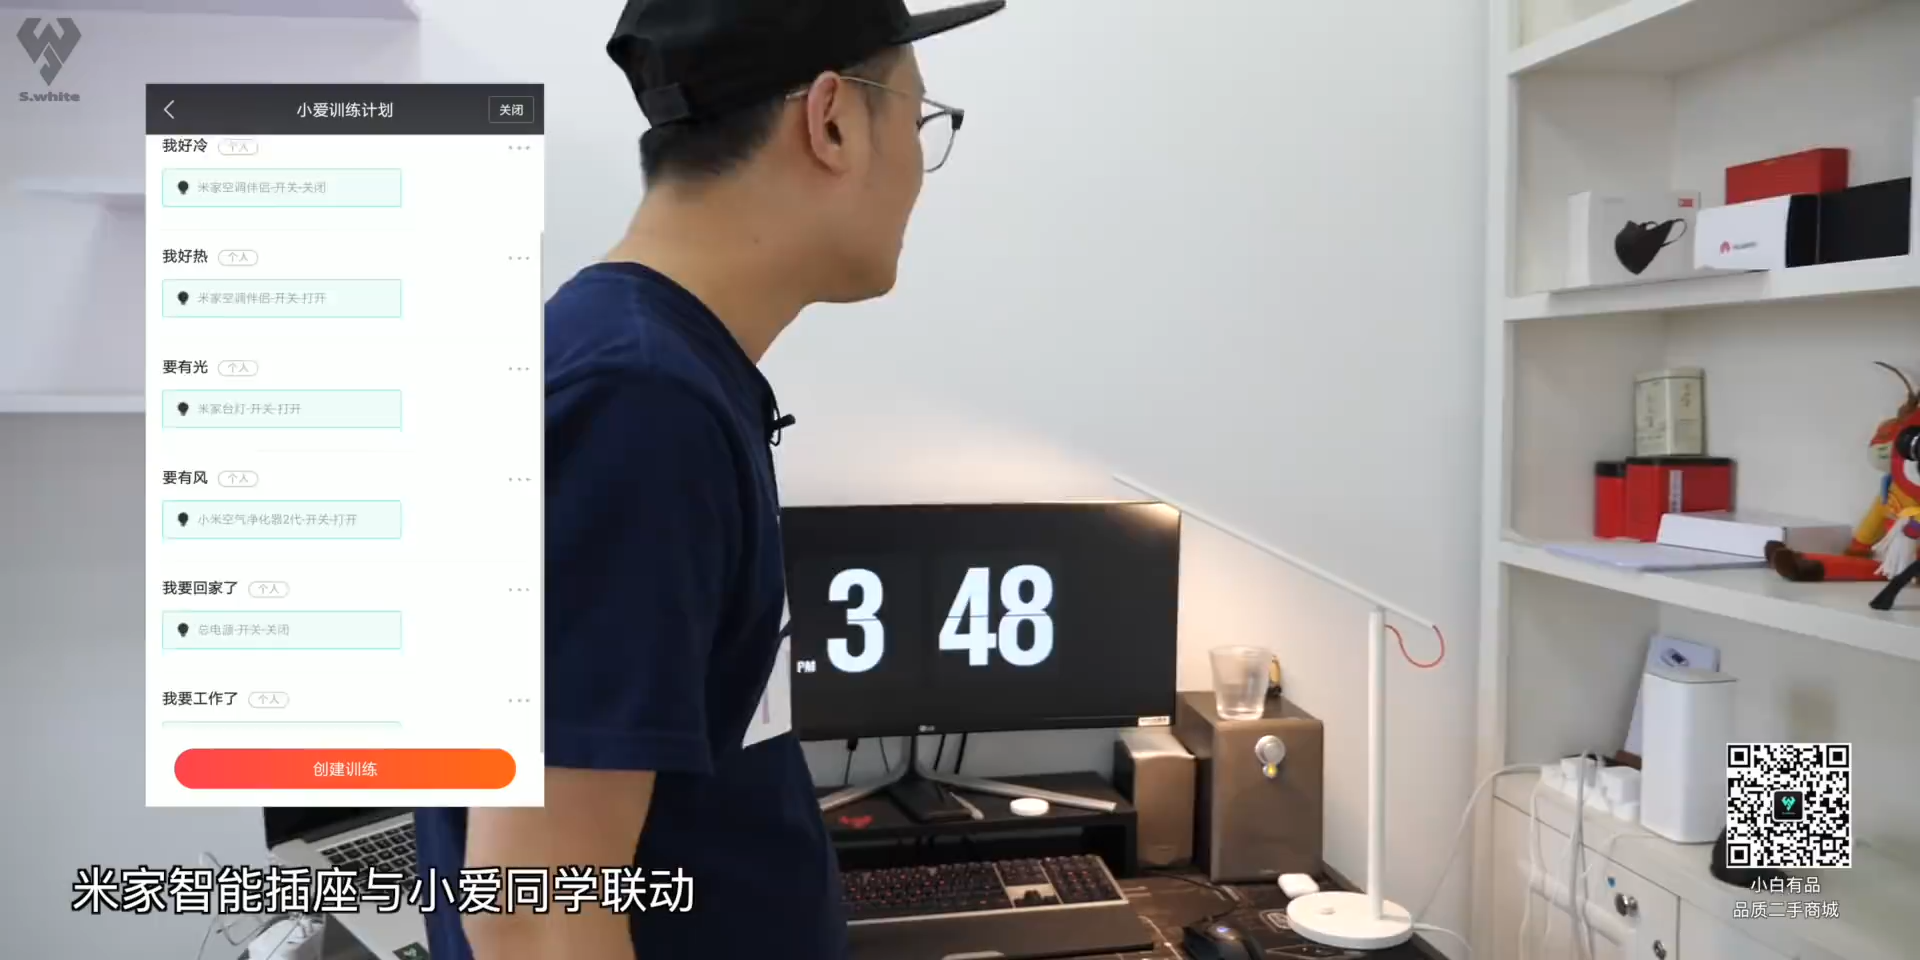 S.white
小爱训练计划
关闭
我好冷 个人
米家空调伴侣-开关-关闭
我好热 个人
米家空调伴侣-开关-打开
要有光 个人
米家台灯-开关-打开
要有风 个人
小米空气净化器2代-开关-打开
我要回家了 个人
总电源-开关-关闭
我要工作了 个人
创建训练
PM 3 48
LG
HUAWEI
米家智能插座与小爱同学联动
小白有品
品质二手商城